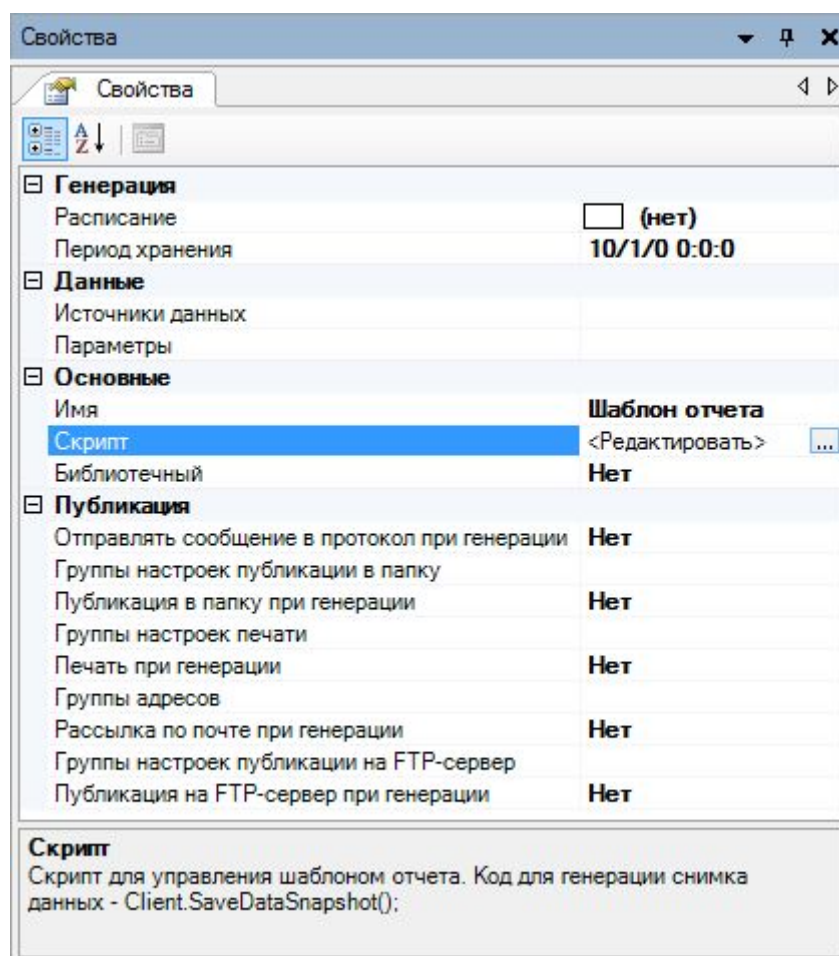 Свойства
Свойства
Генерация
Расписание (нет)
Период хранения 10/1/0 0:0:0
Данные
Источники данных
Параметры
Основные
Имя Шаблон отчета
Скрипт <Редактировать> ...
Библиотечный Нет
Публикация
Отправлять сообщение в протокол при генерации Нет
Группы настроек публикации в папку
Публикация в папку при генерации Нет
Группы настроек печати
Печать при генерации Нет
Группы адресов
Рассылка по почте при генерации Нет
Группы настроек публикации на FTP-сервер
Публикация на FTP-сервер при генерации Нет
Скрипт
Скрипт для управления шаблоном отчета. Код для генерации снимка
данных - Client.SaveDataSnapshot();